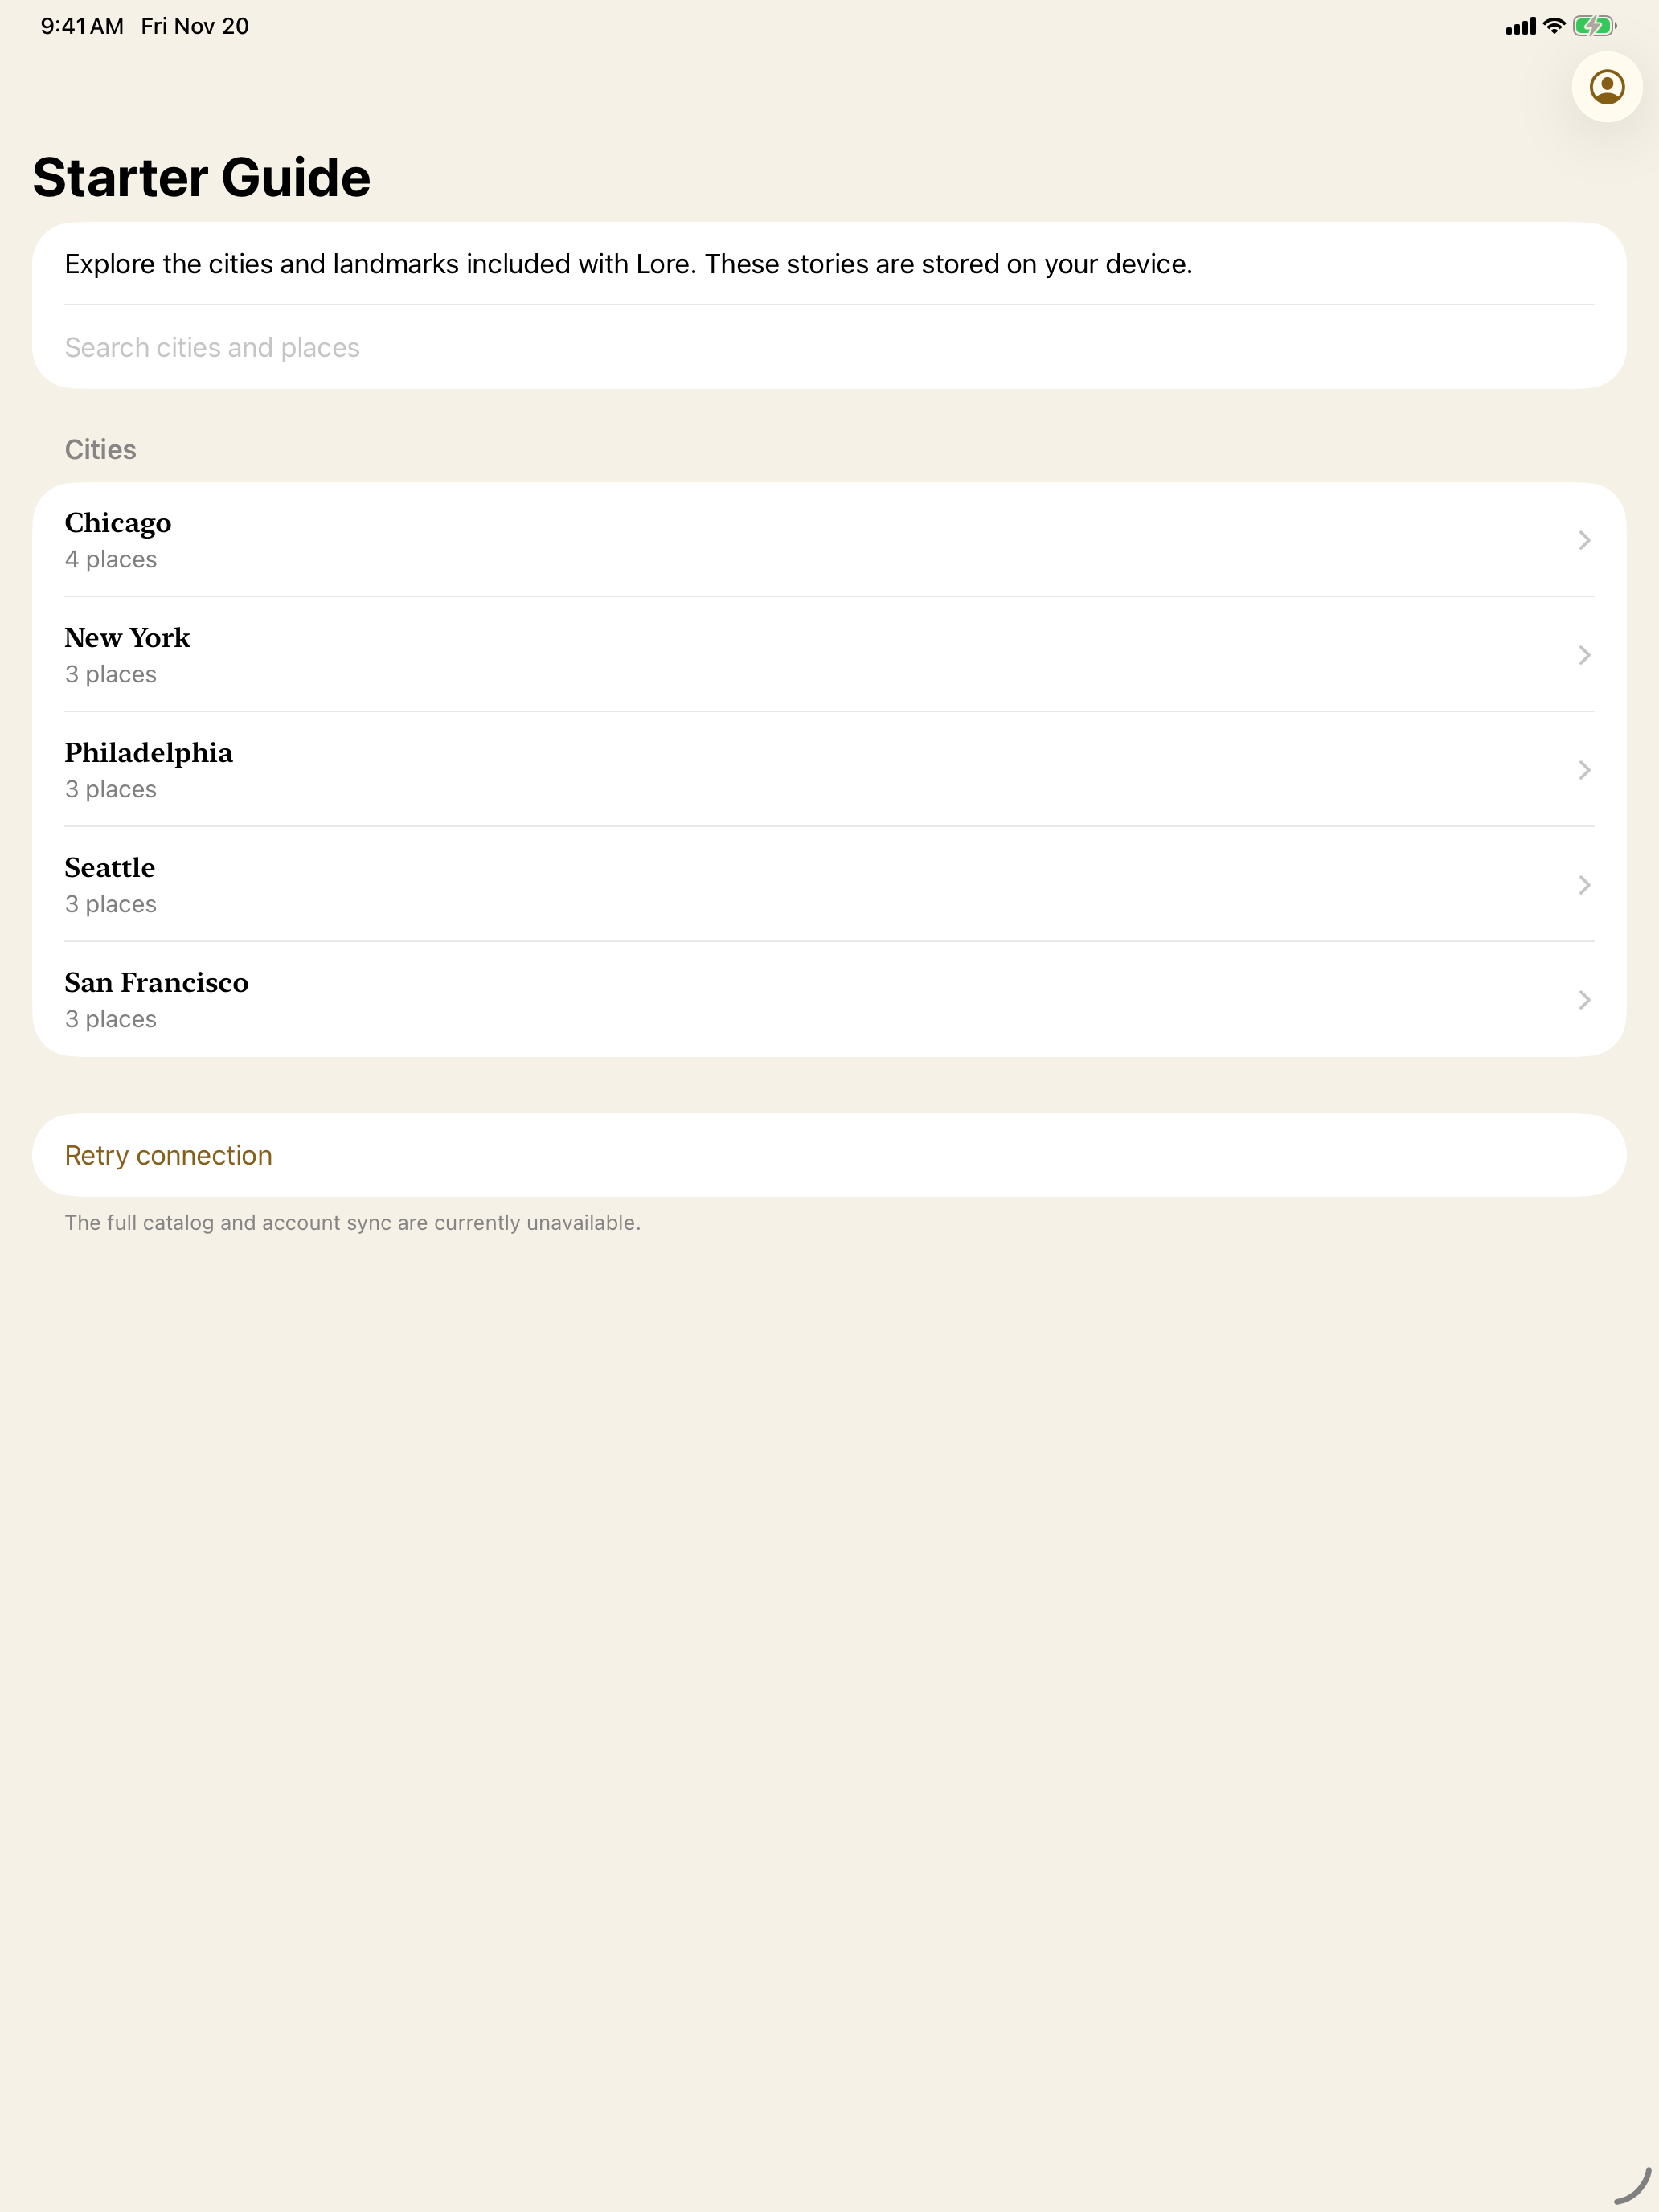 9:41 AM Fri Nov 20
Starter Guide
Explore the cities and landmarks included with Lore. These stories are stored on your device.
Search cities and places
Cities
Chicago
4 places
New York
3 places
Philadelphia
3 places
Seattle
3 places
San Francisco
3 places
Retry connection
The full catalog and account sync are currently unavailable.